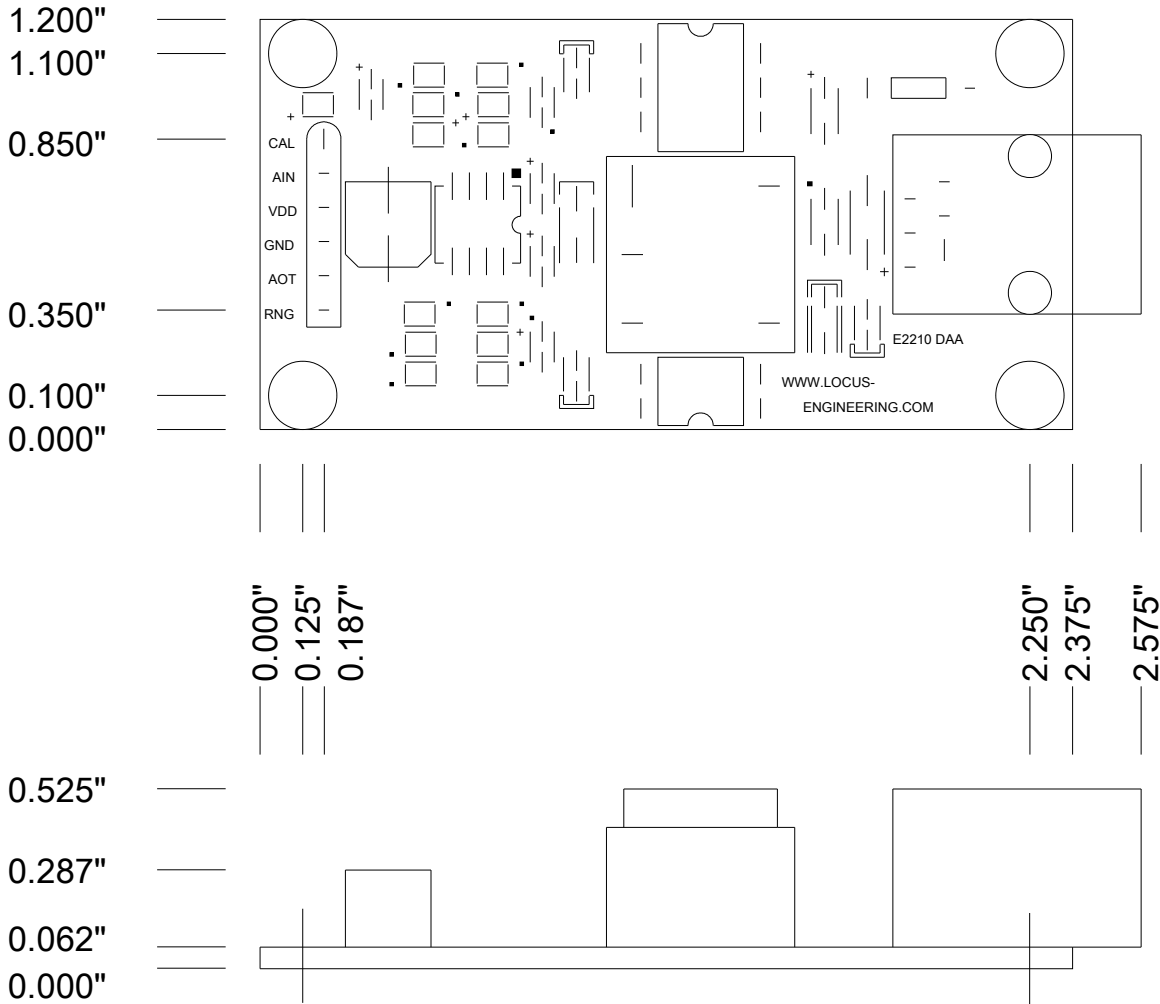 1.200"
1.100"
0.850"
CAL
AIN
VDD
GND
AOT
RNG
0.350"
E2210 DAA
WWW.LOCUS-
ENGINEERING.COM
0.100"
0.000"
0.000"
0.125"
0.187"
2.250"
2.375"
2.575"
0.525"
0.287"
0.062"
0.000"